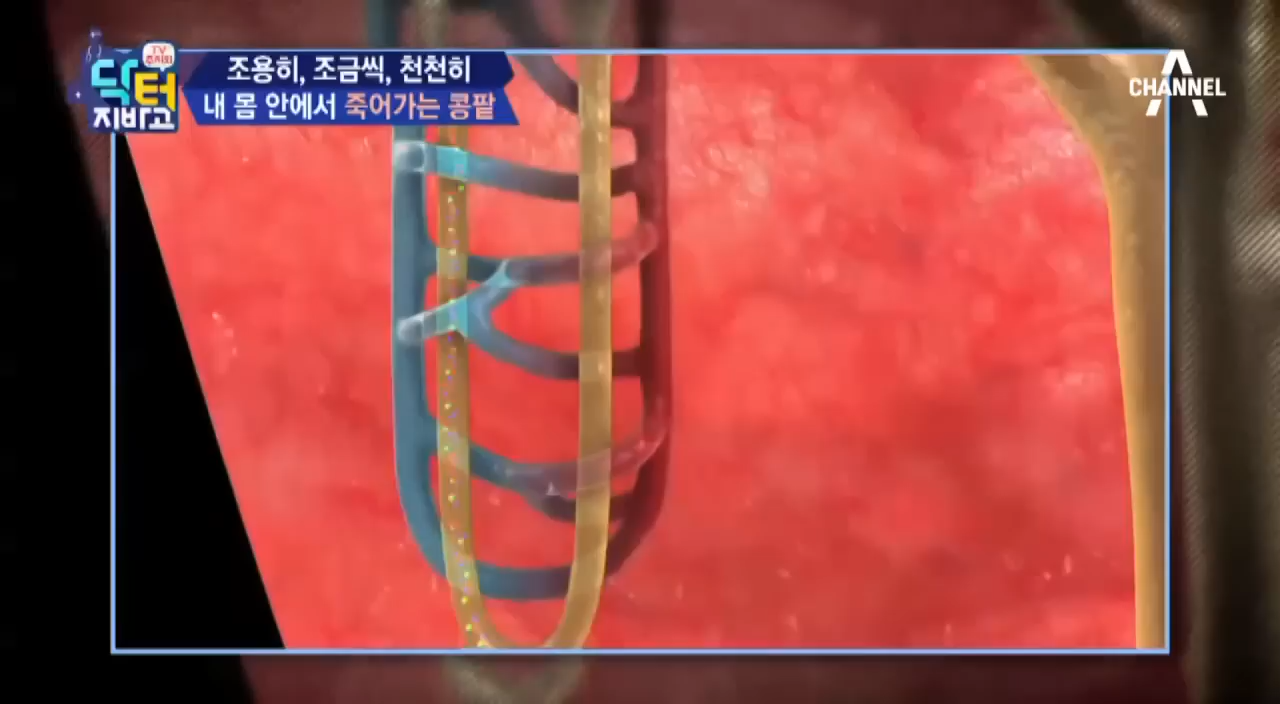 TV
주치의
닥터
지바고
조용히, 조금씩, 천천히
내 몸 안에서 죽어가는 콩팥
CHANNEL